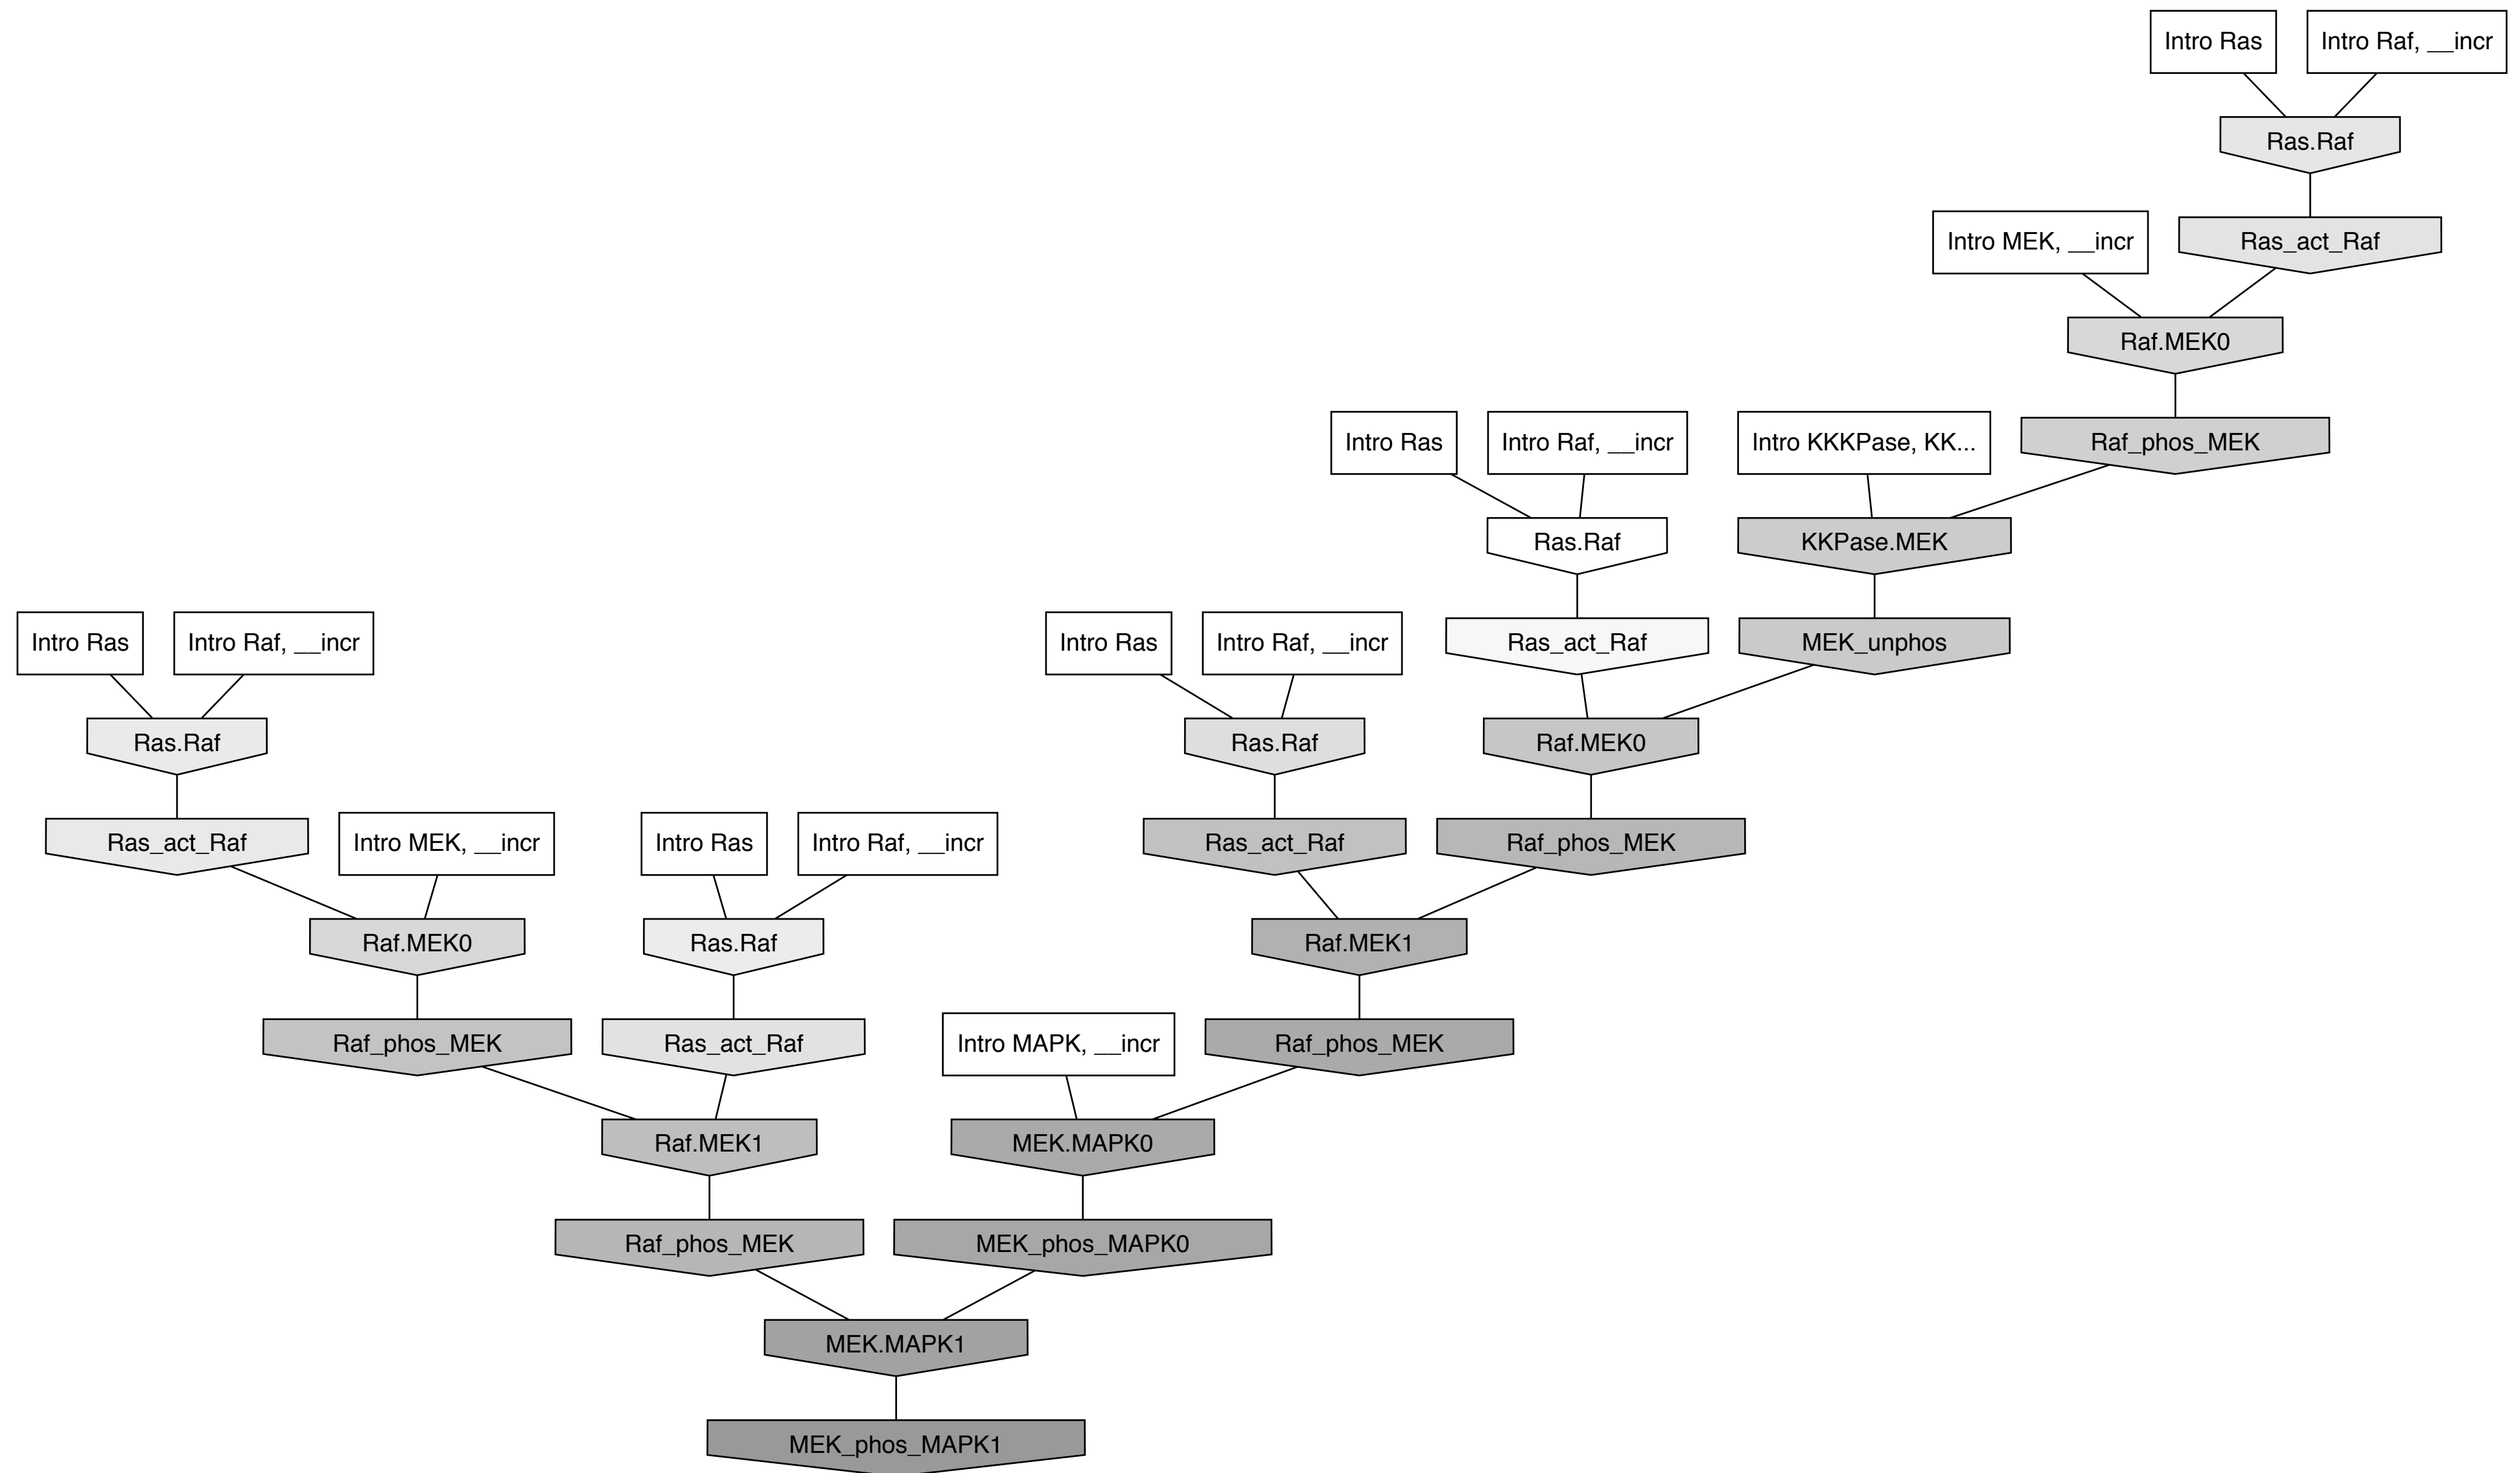 Intro Ras
Intro Raf, __incr
Ras.Raf
Intro MEK, __incr
Ras_act_Raf
Raf.MEK0
Intro Ras
Intro Raf, __incr
Intro KKKPase, KK...
Raf_phos_MEK
Ras.Raf
KKPase.MEK
Intro Ras
Intro Raf, __incr
Intro Ras
Intro Raf, __incr
Ras_act_Raf
MEK_unphos
Ras.Raf
Ras.Raf
Raf.MEK0
Ras_act_Raf
Intro MEK, __incr
Intro Ras
Intro Raf, __incr
Ras_act_Raf
Raf_phos_MEK
Raf.MEK0
Ras.Raf
Raf.MEK1
Raf_phos_MEK
Ras_act_Raf
Intro MAPK, __incr
Raf_phos_MEK
Raf.MEK1
MEK.MAPK0
Raf_phos_MEK
MEK_phos_MAPK0
MEK.MAPK1
MEK_phos_MAPK1